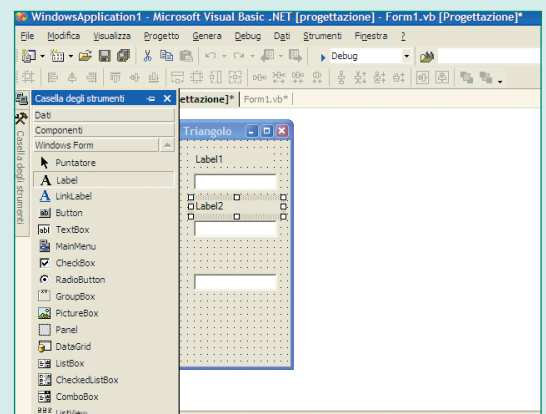 WindowsApplication1 - Microsoft Visual Basic .NET [progettazione] - Form1.vb [Progettazione]*
File Modifica Visualizza Progetto Genera Debug Dati Strumenti Finestra ?
Debug
Casella degli strumenti
ettazione]* Form1.vb*
Casella degli strumenti
Dati
Componenti
Windows Form
Puntatore
Label
LinkLabel
Button
TextBox
MainMenu
CheckBox
RadioButton
GroupBox
PictureBox
Panel
DataGrid
ListBox
CheckedListBox
ComboBox
ListView
Triangolo
Label1
Label2